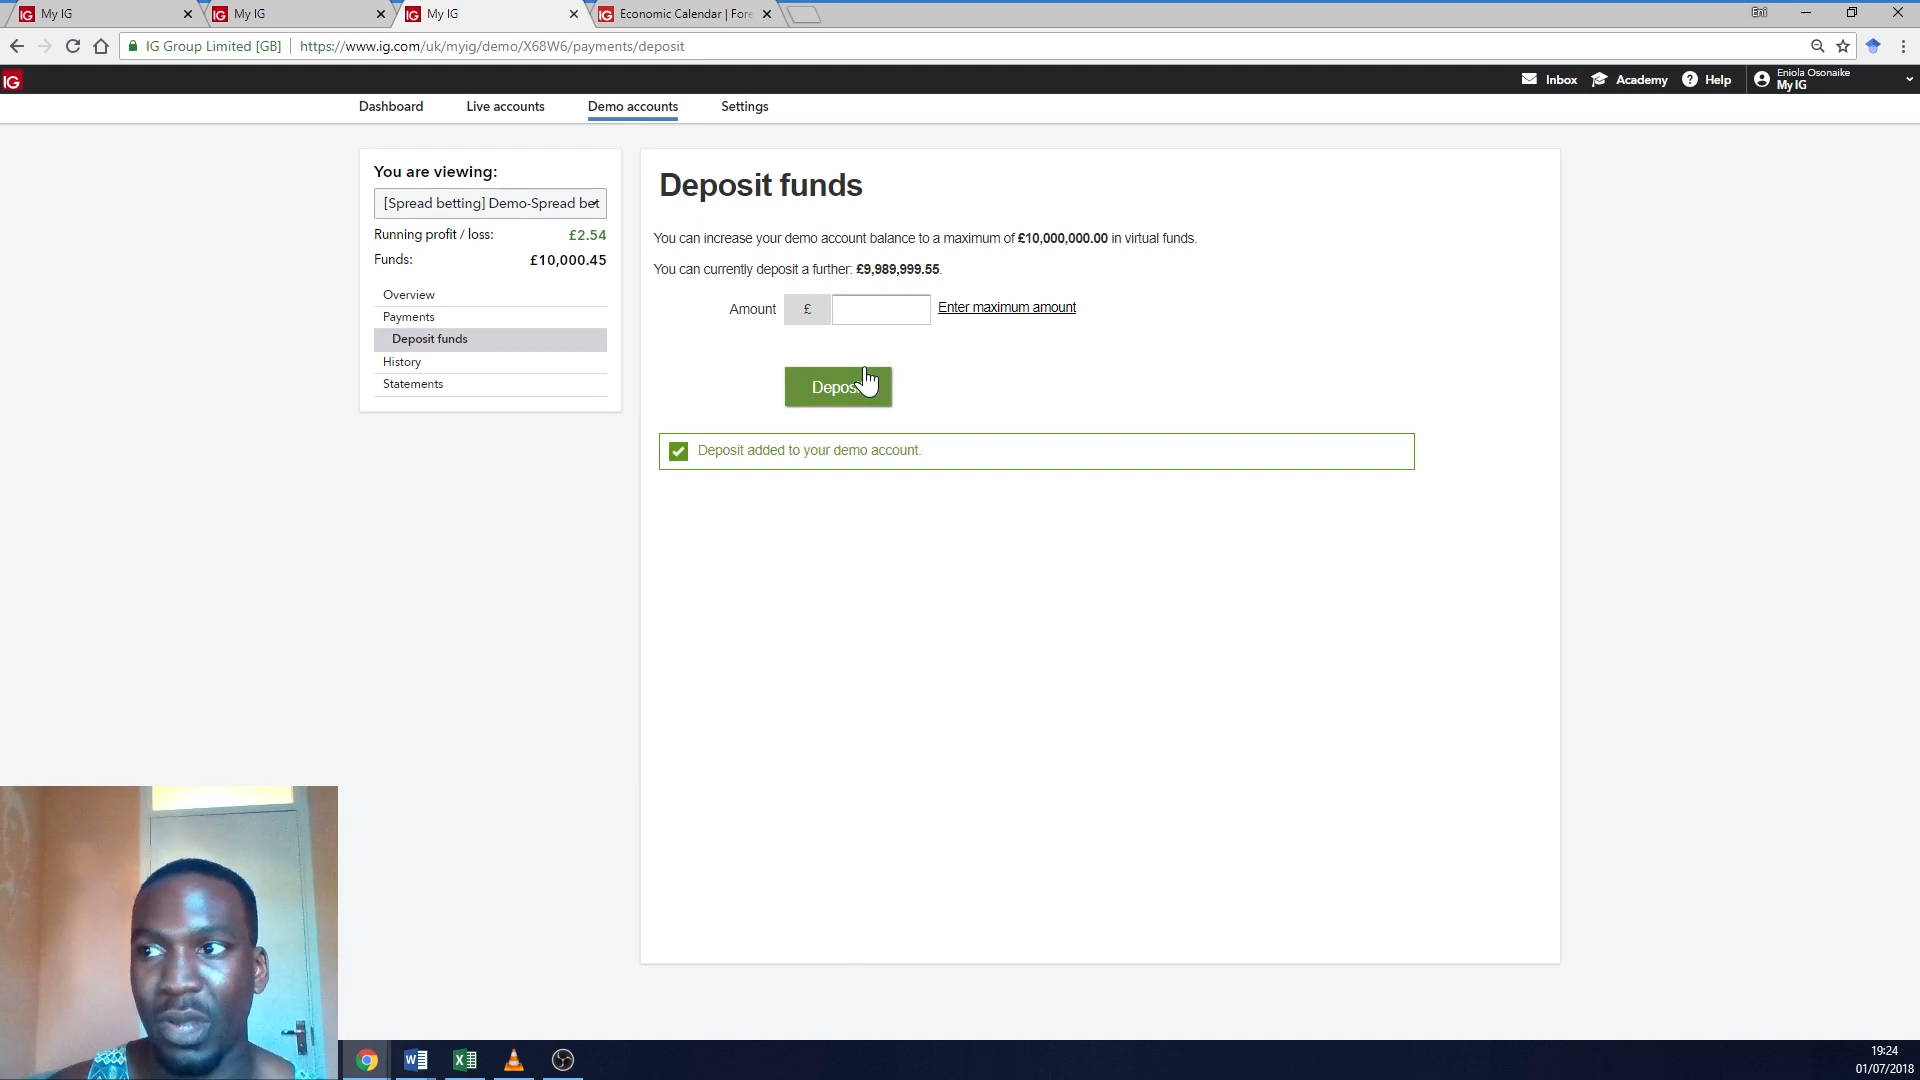 My IG
My IG
My IG
Economic Calendar | Fore
Eni
IG Group Limited [GB]
https://www.ig.com/uk/myig/demo/X68W6/payments/deposit
IG
Inbox
Academy
Help
Eniola Osonaike
My IG
Dashboard
Live accounts
Demo accounts
Settings
You are viewing:
[Spread betting] Demo-Spread bet
Running profit / loss: £2.54
Funds: £10,000.45
Overview
Payments
Deposit funds
History
Statements
Deposit funds
You can increase your demo account balance to a maximum of £10,000,000.00 in virtual funds.
You can currently deposit a further: £9,989,999.55.
Amount £ Enter maximum amount
Deposit
Deposit added to your demo account.
19:24
01/07/2018